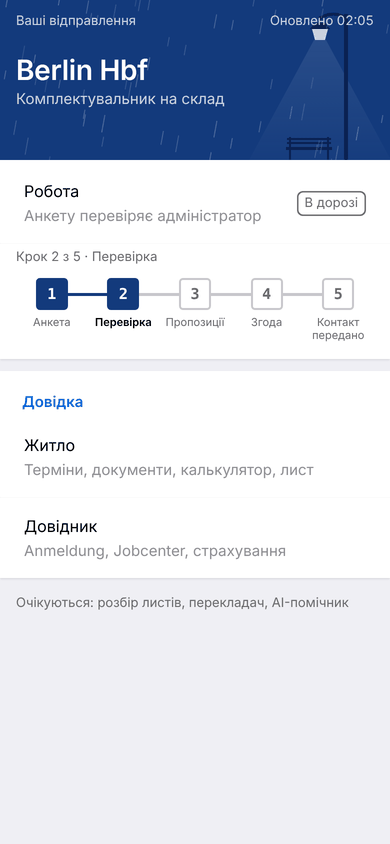 Ваші відправлення
Оновлено 02:05
Berlin Hbf
Комплектувальник на склад
Робота
Анкету перевіряє адміністратор
В дорозі
Крок 2 з 5 · Перевірка
1 2 3 4 5
Анкета Перевірка Пропозиції Згода Контакт
передано
Довідка
Житло
Терміни, документи, калькулятор, лист
Довідник
Anmeldung, Jobcenter, страхування
Очікуються: розбір листів, перекладач, AI-помічник